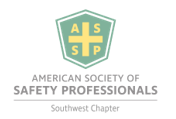 A S
S P
AMERICAN SOCIETY OF
SAFETY PROFESSIONALS
Southwest Chapter